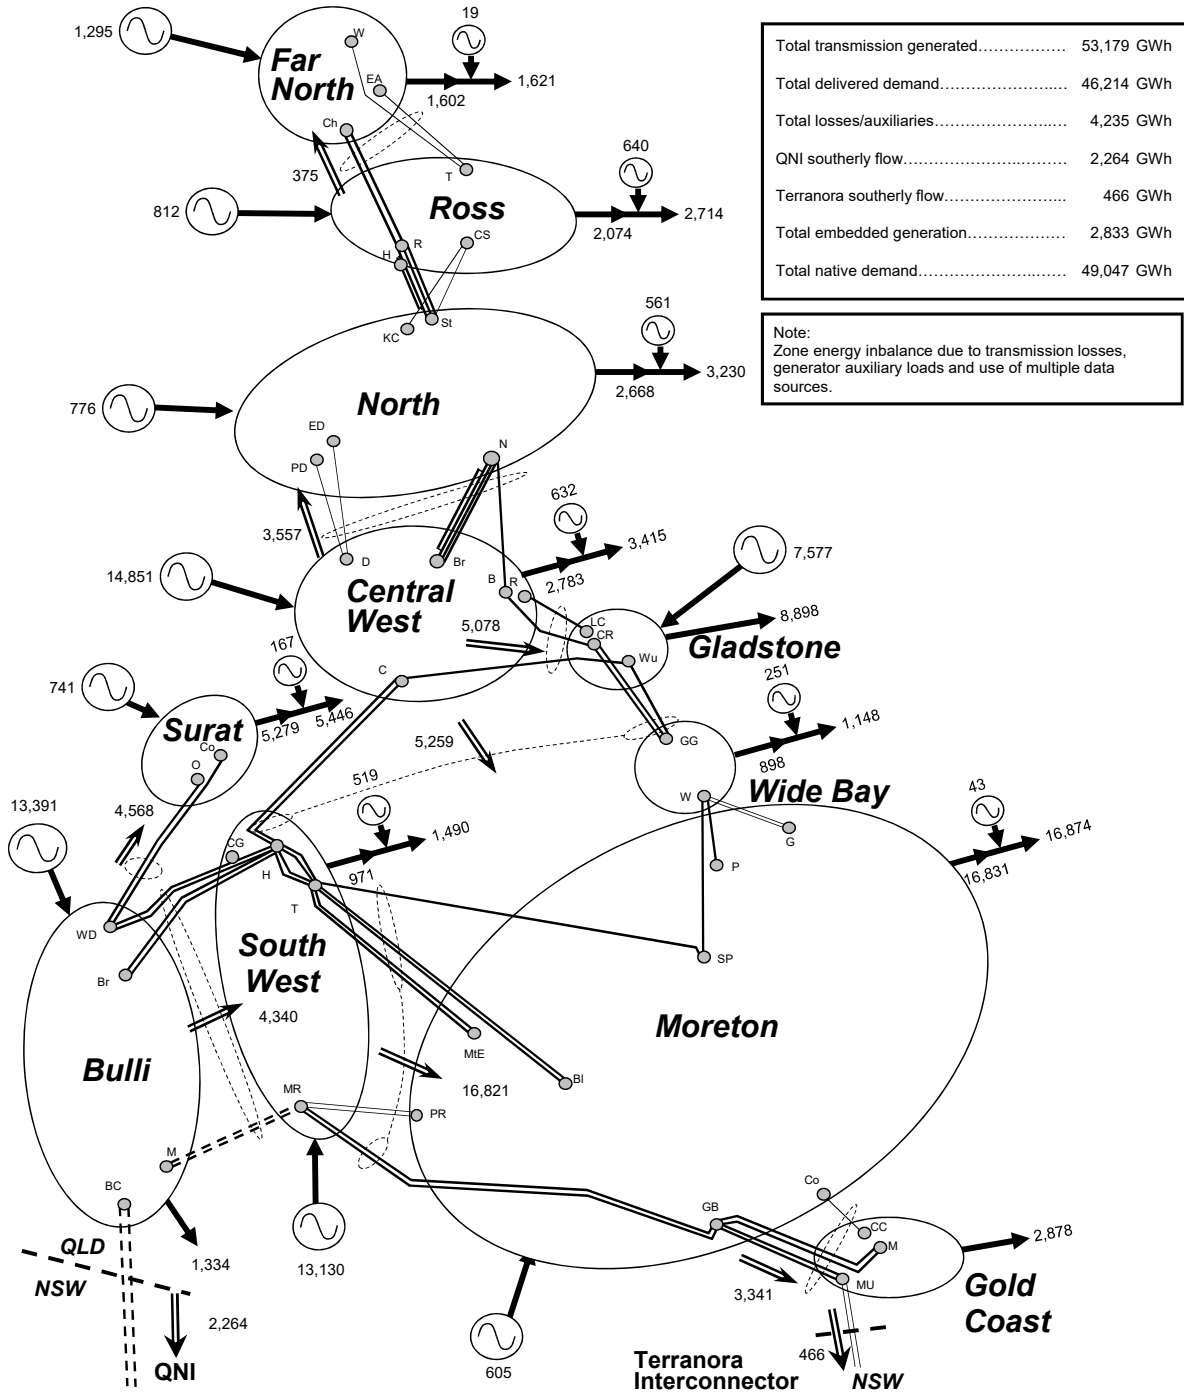 1,295
W
Far
North
EA
Ch
19
1,602
1,621
Total transmission generated……………… 53,179 GWh
Total delivered demand………………….…... 46,214 GWh
Total losses/auxiliaries………………….….… 4,235 GWh
QNI southerly flow…………………..……….. 2,264 GWh
Terranora southerly flow…………………... 466 GWh
Total embedded generation……………..….… 2,833 GWh
Total native demand………………….…..…… 49,047 GWh
Note:
Zone energy inbalance due to transmission losses,
generator auxiliary loads and use of multiple data
sources.
375
T
812
Ross
CS
R
H
640
2,074
2,714
St
KC
561
2,668
3,230
776
North
ED
PD
N
3,557
632
3,415
2,783
14,851
D
Br
Central
West
B
R
5,078
C
7,577
LC
CR
Wu
8,898
Gladstone
741
Surat
Co
O
167
5,279
5,446
5,259
519
GG
W
Wide Bay
251
898
1,148
G
P
43
16,831
16,874
13,391
4,568
CG
H
T
971
1,490
WD
Br
South
West
4,340
SP
Moreton
MtE
BI
Bulli
16,821
MR
PR
M
BC
QLD
NSW
1,334
2,264
QNI
13,130
605
Co
GB
CC
M
MU
2,878
3,341
Gold
Coast
466
Terranora
Interconnector
NSW